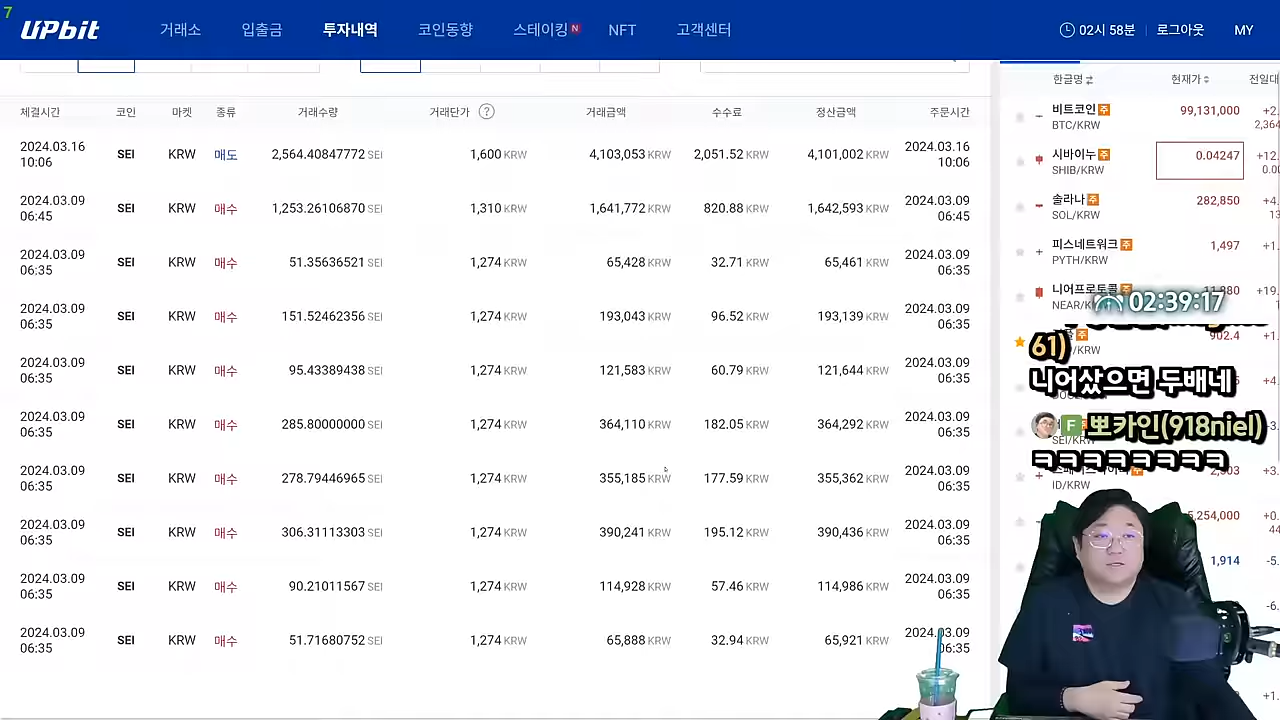 7
UPbit 거래소 입출금 투자내역 코인동향 스테이킹 N NFT 고객센터 02시 58분 로그아웃 MY
체결시간 코인 마켓 종류 거래수량 거래단가 ? 거래금액 수수료 정산금액 주문시간
2024.03.16 10:06 SEI KRW 매도 2,564.40847772 SEI 1,600 KRW 4,103,053 KRW 2,051.52 KRW 4,101,002 KRW 2024.03.16 10:06
2024.03.09 06:45 SEI KRW 매수 1,253.26106870 SEI 1,310 KRW 1,641,772 KRW 820.88 KRW 1,642,593 KRW 2024.03.09 06:45
2024.03.09 06:35 SEI KRW 매수 51.35636521 SEI 1,274 KRW 65,428 KRW 32.71 KRW 65,461 KRW 2024.03.09 06:35
2024.03.09 06:35 SEI KRW 매수 151.52462356 SEI 1,274 KRW 193,043 KRW 96.52 KRW 193,139 KRW 2024.03.09 06:35
2024.03.09 06:35 SEI KRW 매수 95.43389438 SEI 1,274 KRW 121,583 KRW 60.79 KRW 121,644 KRW 2024.03.09 06:35
2024.03.09 06:35 SEI KRW 매수 285.80000000 SEI 1,274 KRW 364,110 KRW 182.05 KRW 364,292 KRW 2024.03.09 06:35
2024.03.09 06:35 SEI KRW 매수 278.79446965 SEI 1,274 KRW 355,185 KRW 177.59 KRW 355,362 KRW 2024.03.09 06:35
2024.03.09 06:35 SEI KRW 매수 306.31113303 SEI 1,274 KRW 390,241 KRW 195.12 KRW 390,436 KRW 2024.03.09 06:35
2024.03.09 06:35 SEI KRW 매수 90.21011567 SEI 1,274 KRW 114,928 KRW 57.46 KRW 114,986 KRW 2024.03.09 06:35
2024.03.09 06:35 SEI KRW 매수 51.71680752 SEI 1,274 KRW 65,888 KRW 32.94 KRW 65,921 KRW 2024.03.09 06:35
한글명 현재가 전일대
비트코인 주 99,131,000 +2.
BTC/KRW 2,364
시바이누 주 0.04247 +12.
SHIB/KRW 0.00
솔라나 주 282,850 +4.
SOL/KRW 13
피스네트워크 주 1,497 +1.
PYTH/KRW
니어프로토콜 주 +19.
NEAR/KRW
02:39:17
주 902.4 +1.
/KRW
61)
니어샀으면 두배네
F 뽀카인(918niel)
SEI/KRW
ㅋㅋㅋㅋㅋㅋㅋㅋ
ID/KRW
5,254,000 +0.
44
1,914 -5.
-6.
+1.